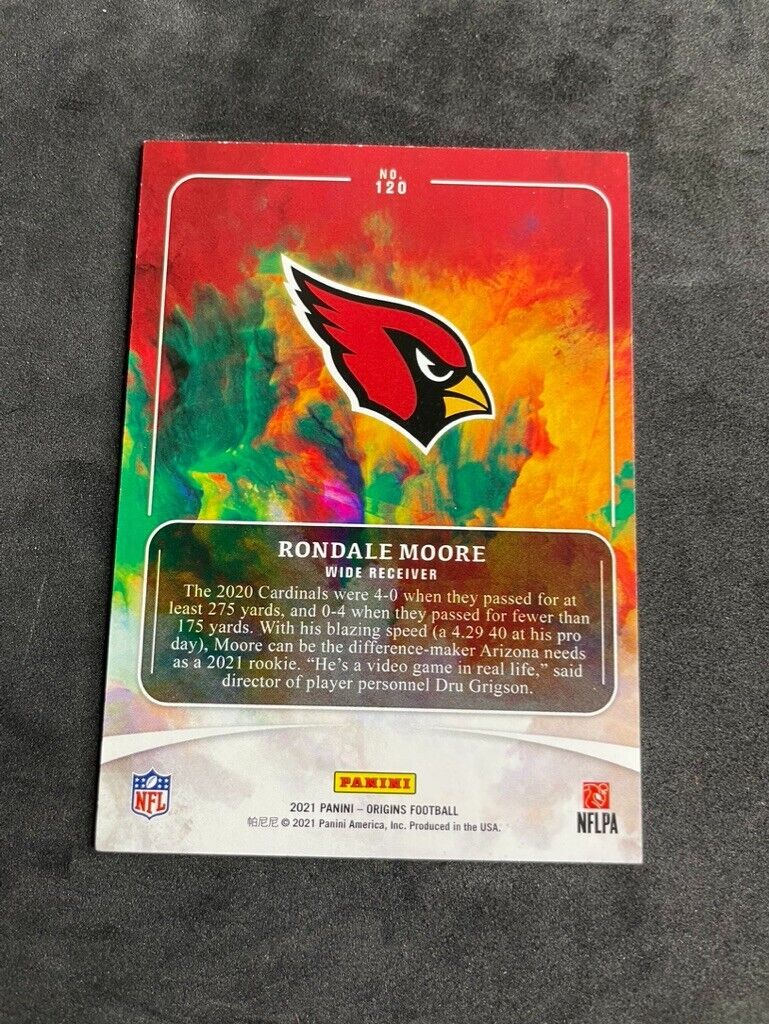 NO.
120
RONDALE MOORE
WIDE RECEIVER
The 2020 Cardinals were 4-0 when they passed for at
least 275 yards, and 0-4 when they passed for fewer than
175 yards. With his blazing speed (a 4.29 40 at his pro
day), Moore can be the difference-maker Arizona needs
as a 2021 rookie. “He’s a video game in real life,” said
director of player personnel Dru Grigson.
NFL
PANINI
2021 PANINI – ORIGINS FOOTBALL
帕尼尼 © 2021 Panini America, Inc. Produced in the USA.
NFLPA